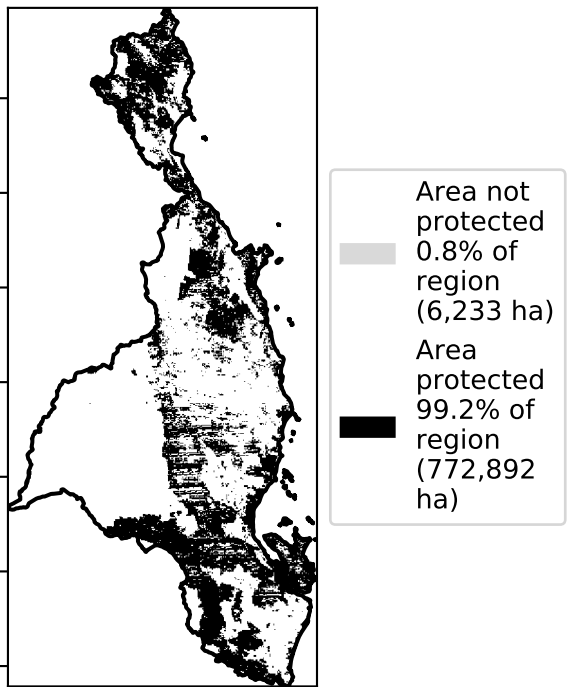 Area not
protected
0.8% of
region
(6,233 ha)
Area
protected
99.2% of
region
(772,892
ha)